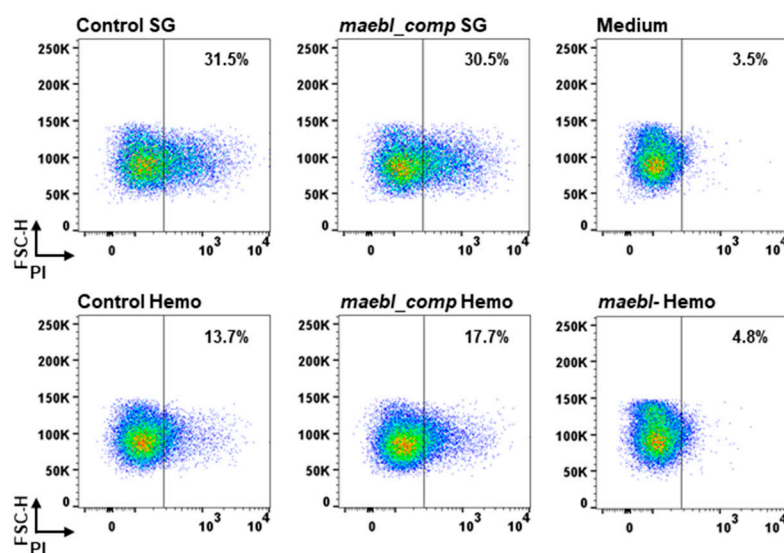 Control SG
maebl_comp SG
Medium
250K
200K
150K
100K
50K
0
31.5%
0
10³
10⁴
250K
200K
150K
100K
50K
0
30.5%
0
10³
10⁴
250K
200K
150K
100K
50K
0
3.5%
0
10³
10⁴
FSC-H
PI
Control Hemo
maebl_comp Hemo
maebl- Hemo
250K
200K
150K
100K
50K
0
13.7%
0
10³
10⁴
250K
200K
150K
100K
50K
0
17.7%
0
10³
10⁴
250K
200K
150K
100K
50K
0
4.8%
0
10³
10⁴
FSC-H
PI